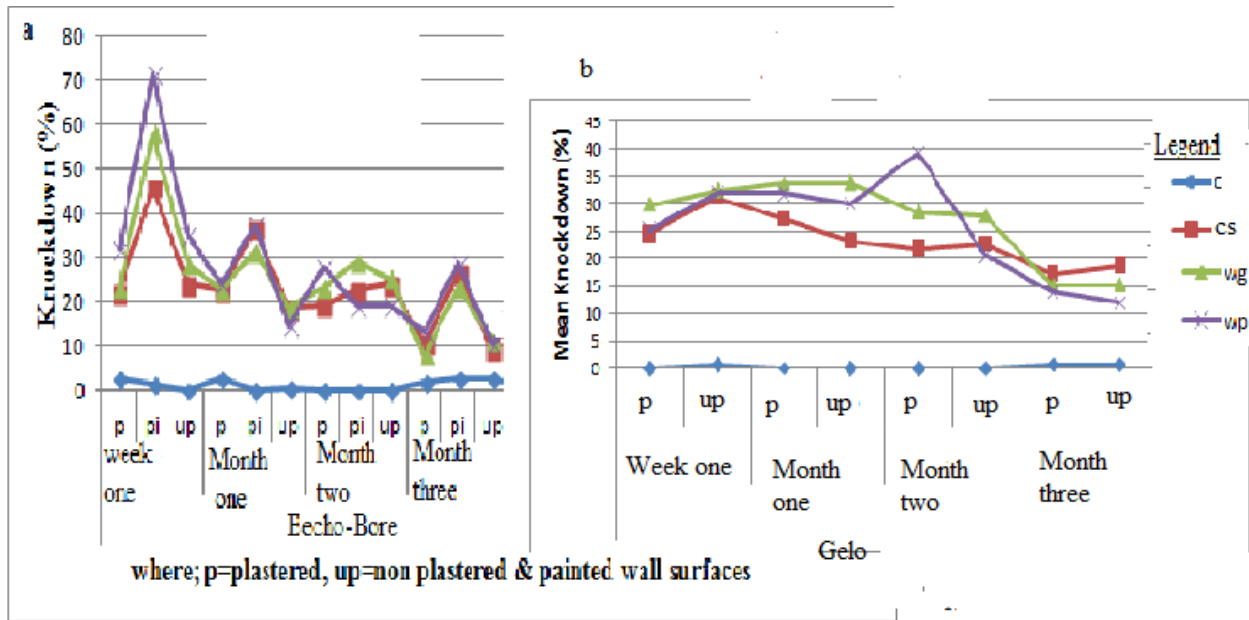 a
Knockdown (%)
80
70
60
50
40
30
20
10
0
p pi up p pi up p pi up p pi up
week one
Month one
Month two
Month three
Eecho-Bore
b
Mean Knockdown (%)
45
40
35
30
25
20
15
10
5
0
p up p up p up p up
Week one
Month one
Month two
Month three
Gelo
Legend
c
cs
wg
wp
where; p=plastered, up=non plastered & painted wall surfaces